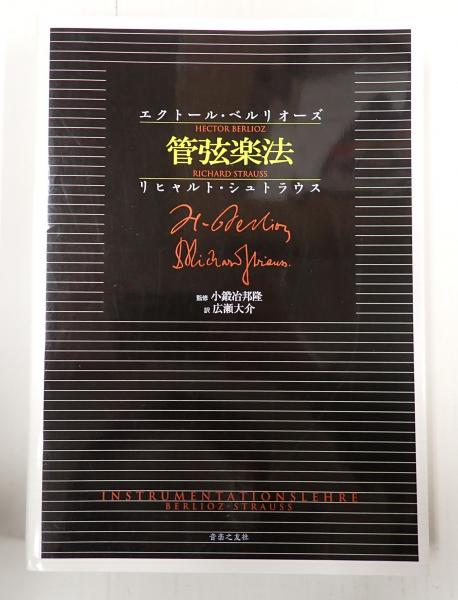 エクトール・ベルリオーズ
HECTOR BERLIOZ
管弦楽法
RICHARD STRAUSS
リヒャルト・シュトラウス
H. Berlioz
Richard Strauss.
監修 小鍛冶邦隆
訳 広瀬大介
INSTRUMENTATIONSLEHRE
BERLIOZ・STRAUSS
音楽之友社